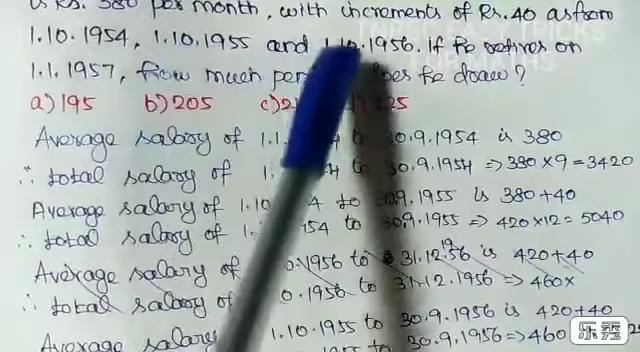 is Rs. 380 per month, with increments of Rs. 40 as from
1.10.1954, 1.10.1955 and 1.10.1956. If he retires on
1.1.1957, how much pen does he draw?
a) 195 b) 205 c) 2 225
Average salary of 1.1. 4 to 30.9.1954 is 380
∴ total salary of 1. 4 to 30.9.1954 ⇒ 380 × 9 = 3420
Average salary of 1.10 4 to 30.9.1955 is 380+40
∴ total salary of 1. 954 to 30.9.1955 ⇒ 420×12 = 5040
Average salary of 0.1956 to 31.12.1956 is 420+40
∴ total salary of 0.1956 to 31.12.1956 ⇒ 460×
Average salary 1.10.1955 to 30.9.1956 is 420+40
1955 to 30.9.1956 ⇒ 460
乐秀